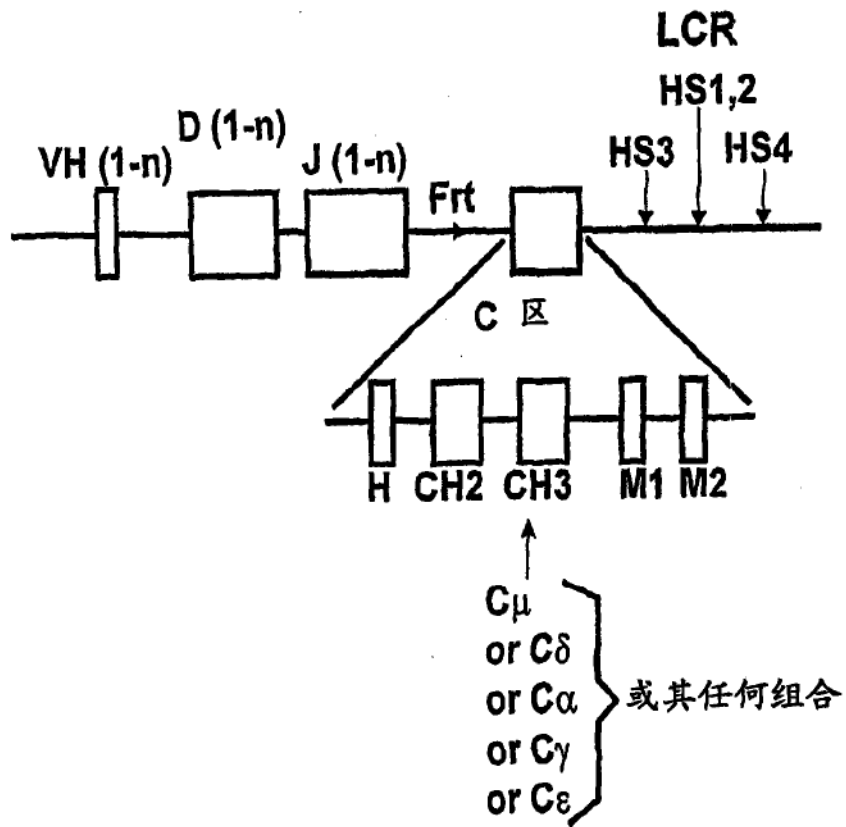 LCR
HS1,2
D (1-n)
VH (1-n)
J (1-n)
HS3
HS4
Frt
C 区
H CH2 CH3 M1 M2
Cμ
or Cδ
or Cα
or Cγ
or Cε
或其任何组合